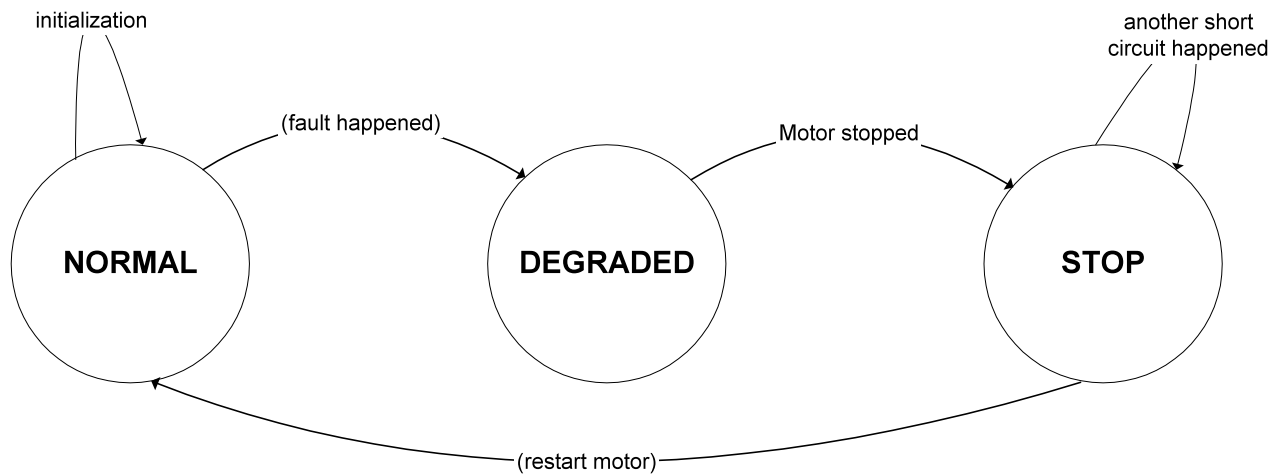 initialization
another short
circuit happened
(fault happened)
Motor stopped
NORMAL
DEGRADED
STOP
(restart motor)